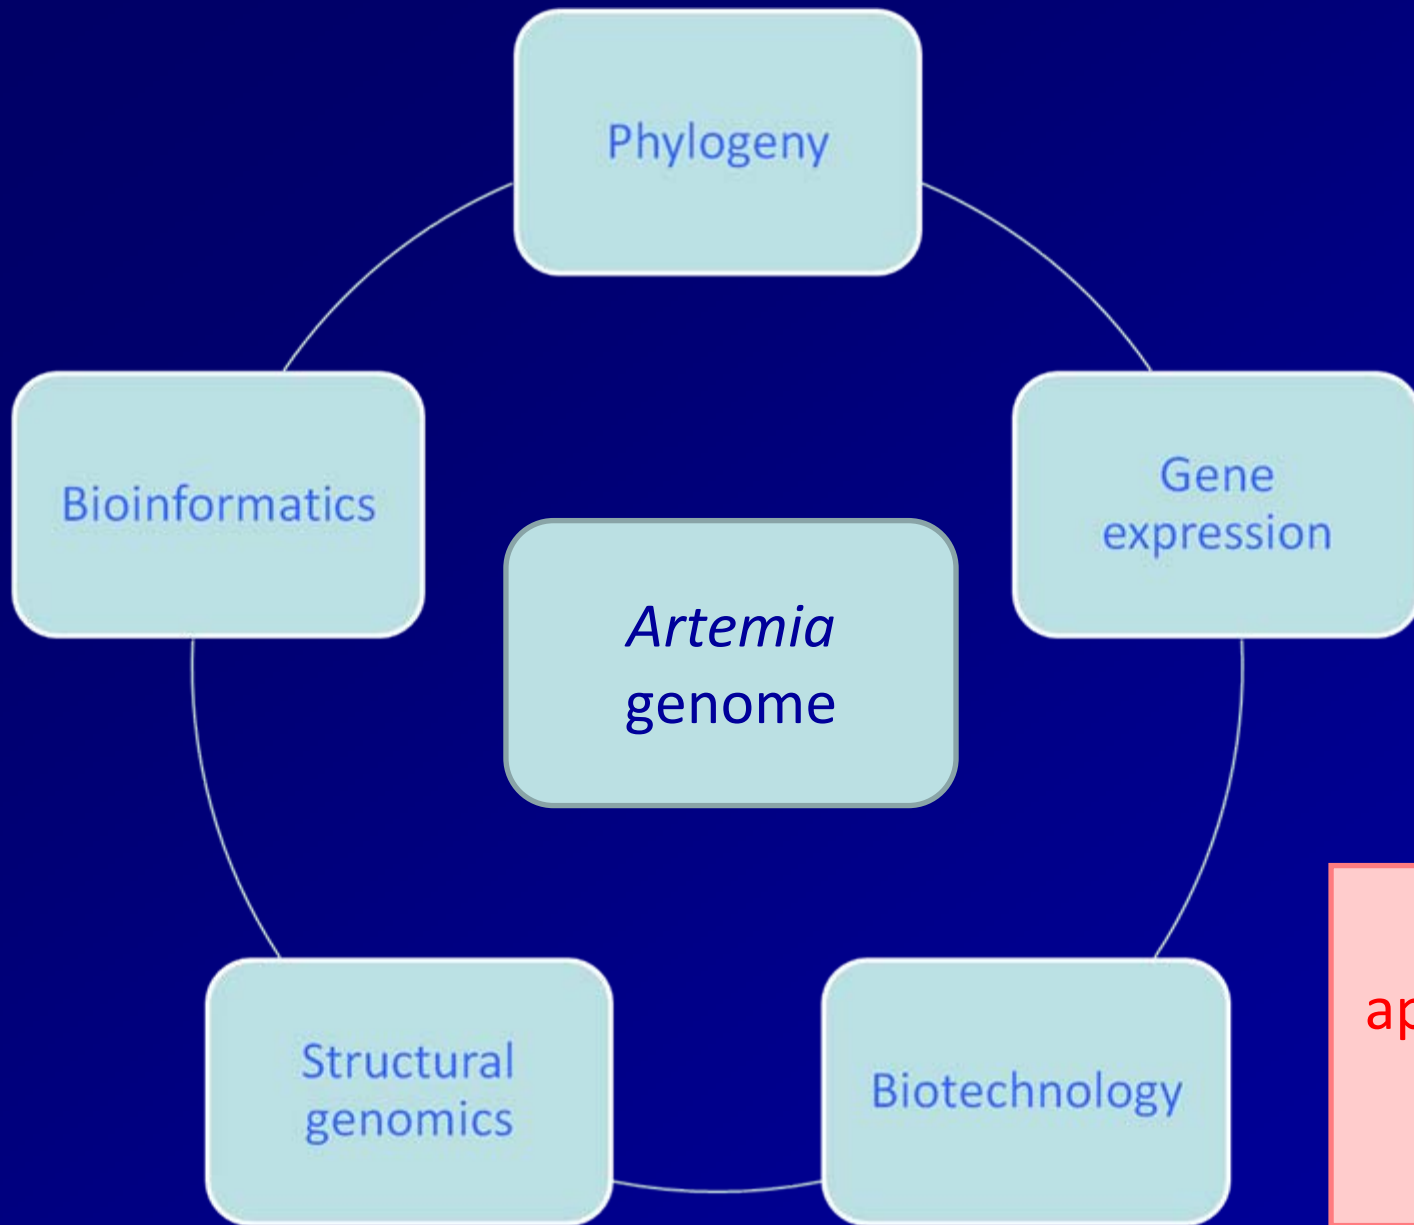 Phylogeny
Bioinformatics
Gene
expression
Artemia
genome
Structural
genomics
Biotechnology